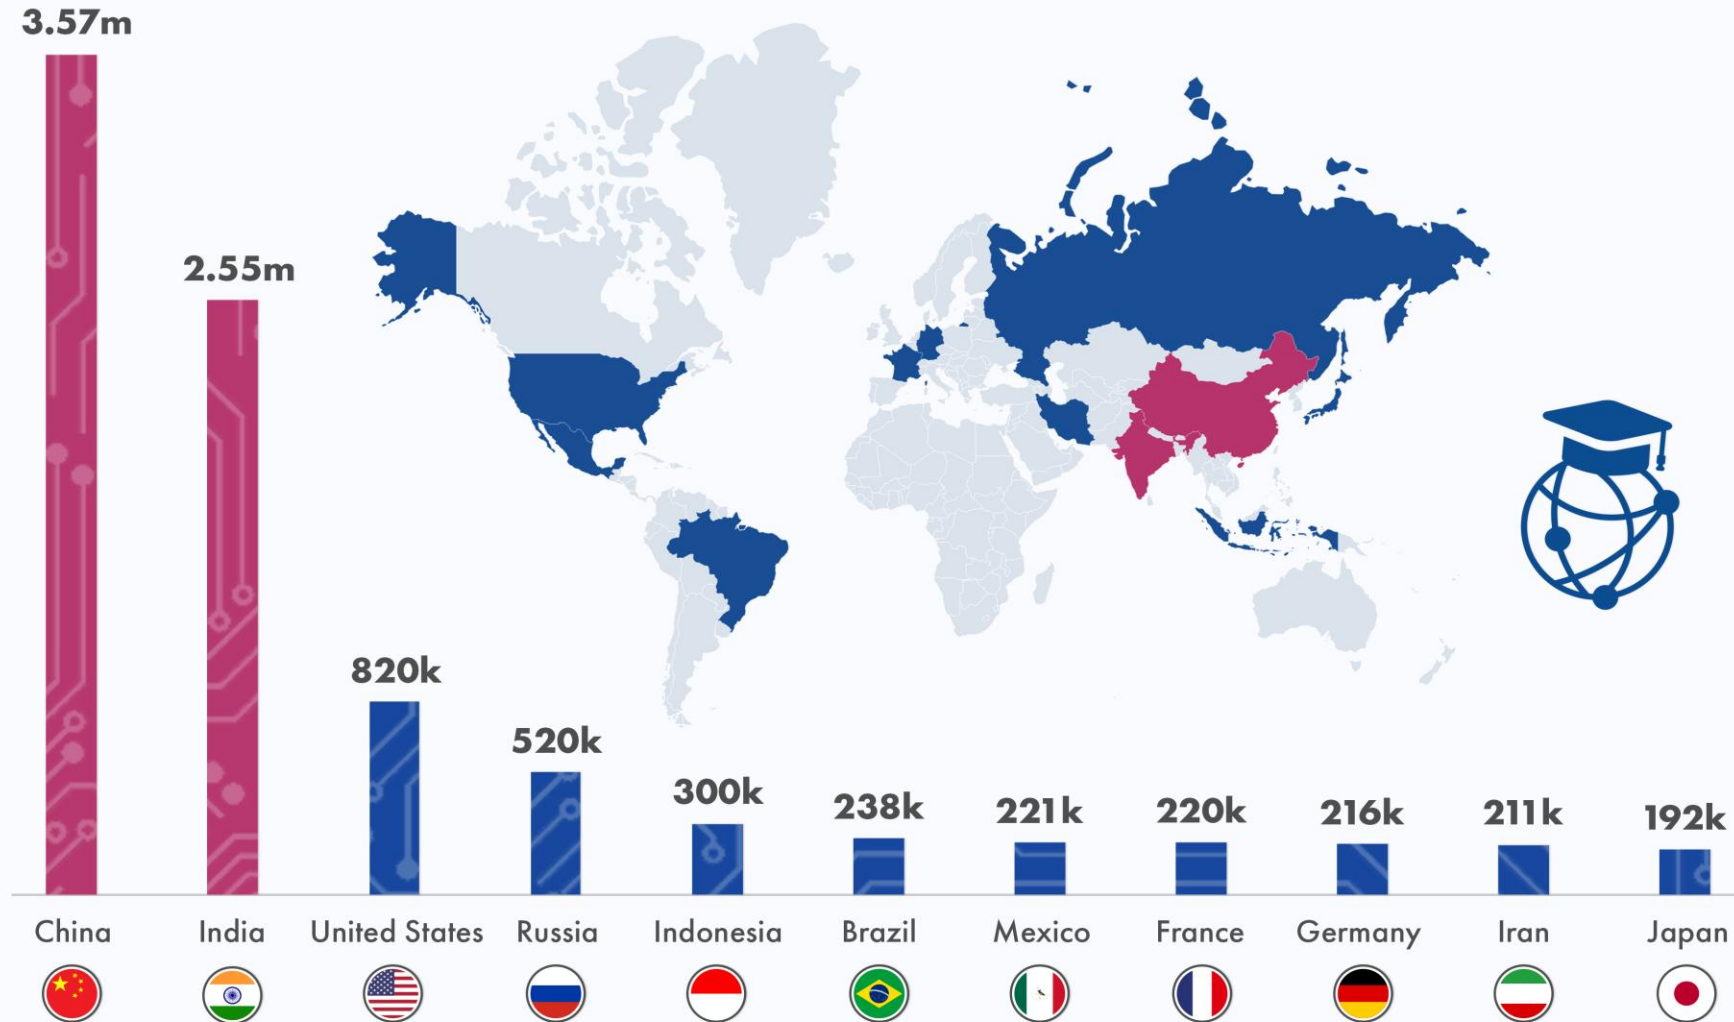 3.57m
2.55m
820k
520k
300k
238k
221k
220k
216k
211k
192k
China
India
United States
Russia
Indonesia
Brazil
Mexico
France
Germany
Iran
Japan